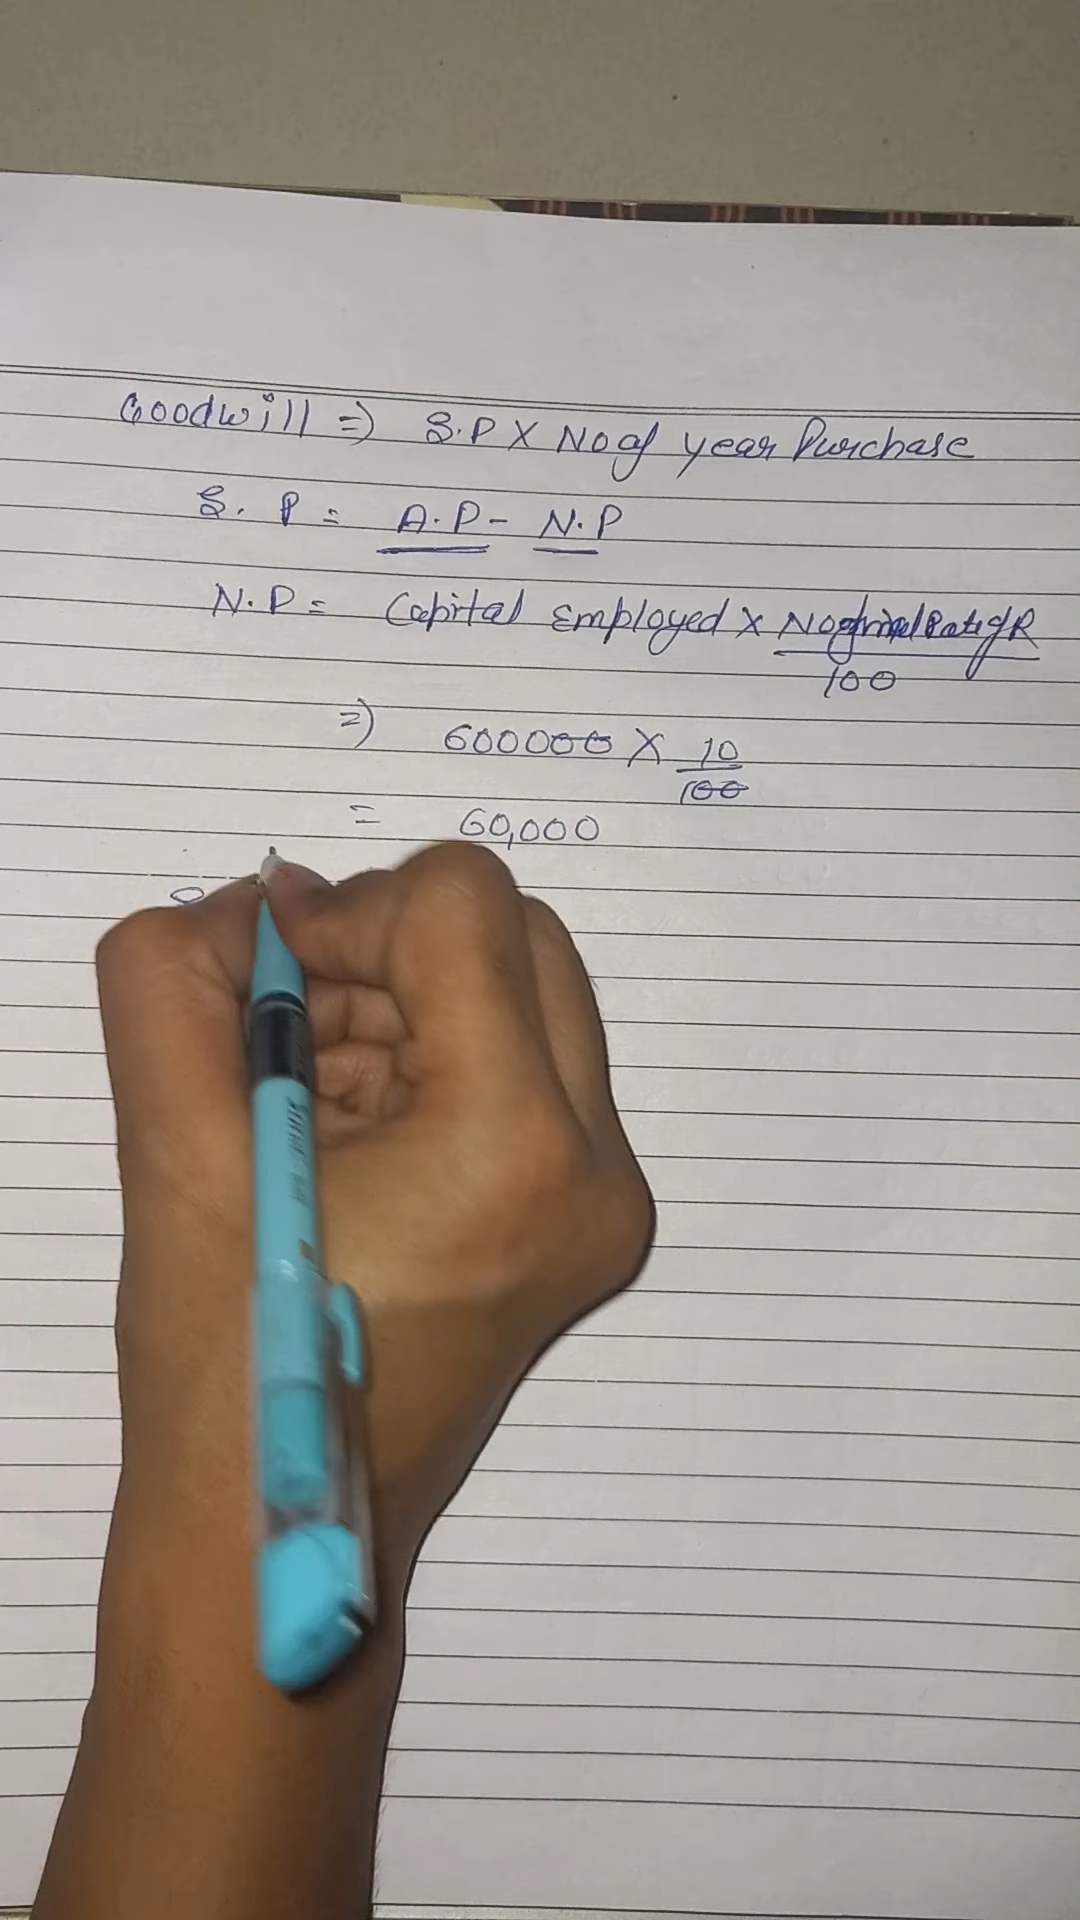 Goodwill => S.P X No of year Purchase
S. P = A.P - N.P
N.P = Capital Employed x Normal Rate of R
100
=> 600000 X 10
100
= 60,000